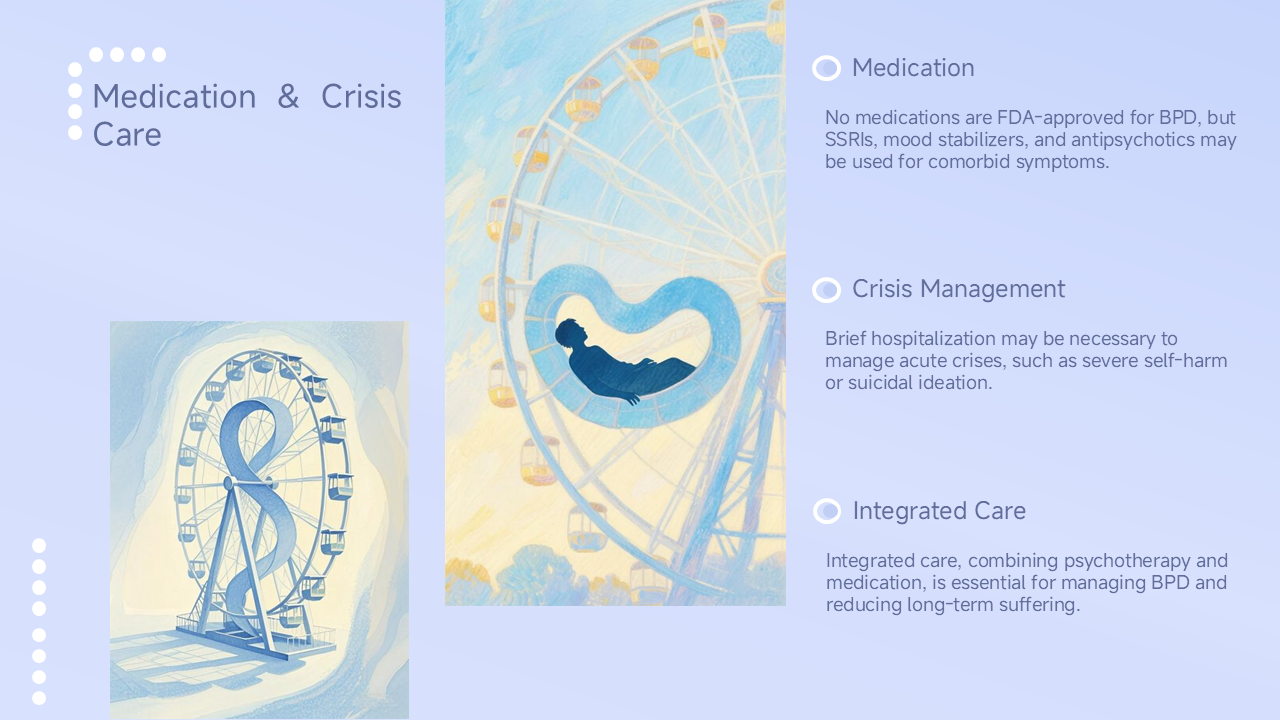 Medication & Crisis
Care
Medication
No medications are FDA-approved for BPD, but
SSRIs, mood stabilizers, and antipsychotics may
be used for comorbid symptoms.
Crisis Management
Brief hospitalization may be necessary to
manage acute crises, such as severe self-harm
or suicidal ideation.
Integrated Care
Integrated care, combining psychotherapy and
medication, is essential for managing BPD and
reducing long-term suffering.